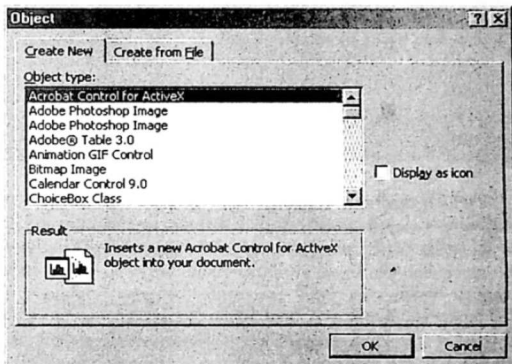 Object
Create New
Create from File
Object type:
Acrobat Control for ActiveX
Adobe Photoshop Image
Adobe Photoshop Image
Adobe® Table 3.0
Animation GIF Control
Bitmap Image
Calendar Control 9.0
ChoiceBox Class
Display as icon
Result
Inserts a new Acrobat Control for ActiveX
object into your document.
OK
Cancel